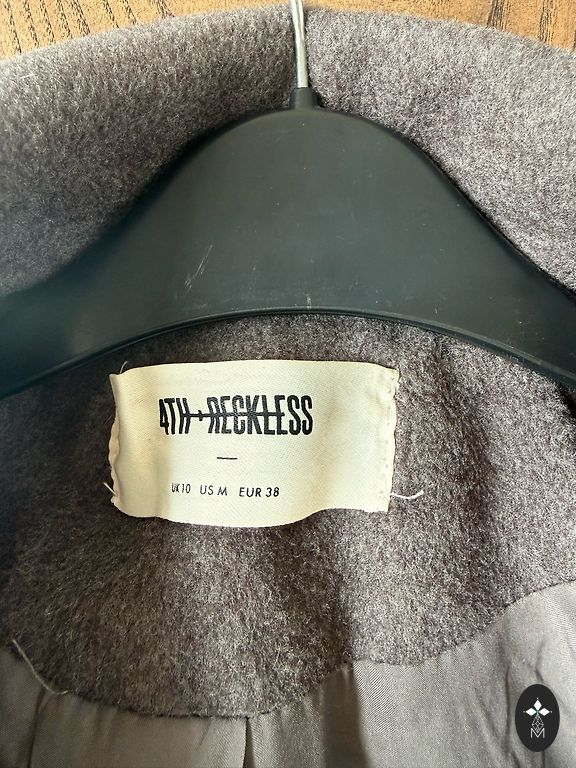 4TH+RECKLESS
—
UK10 US M EUR 38
M